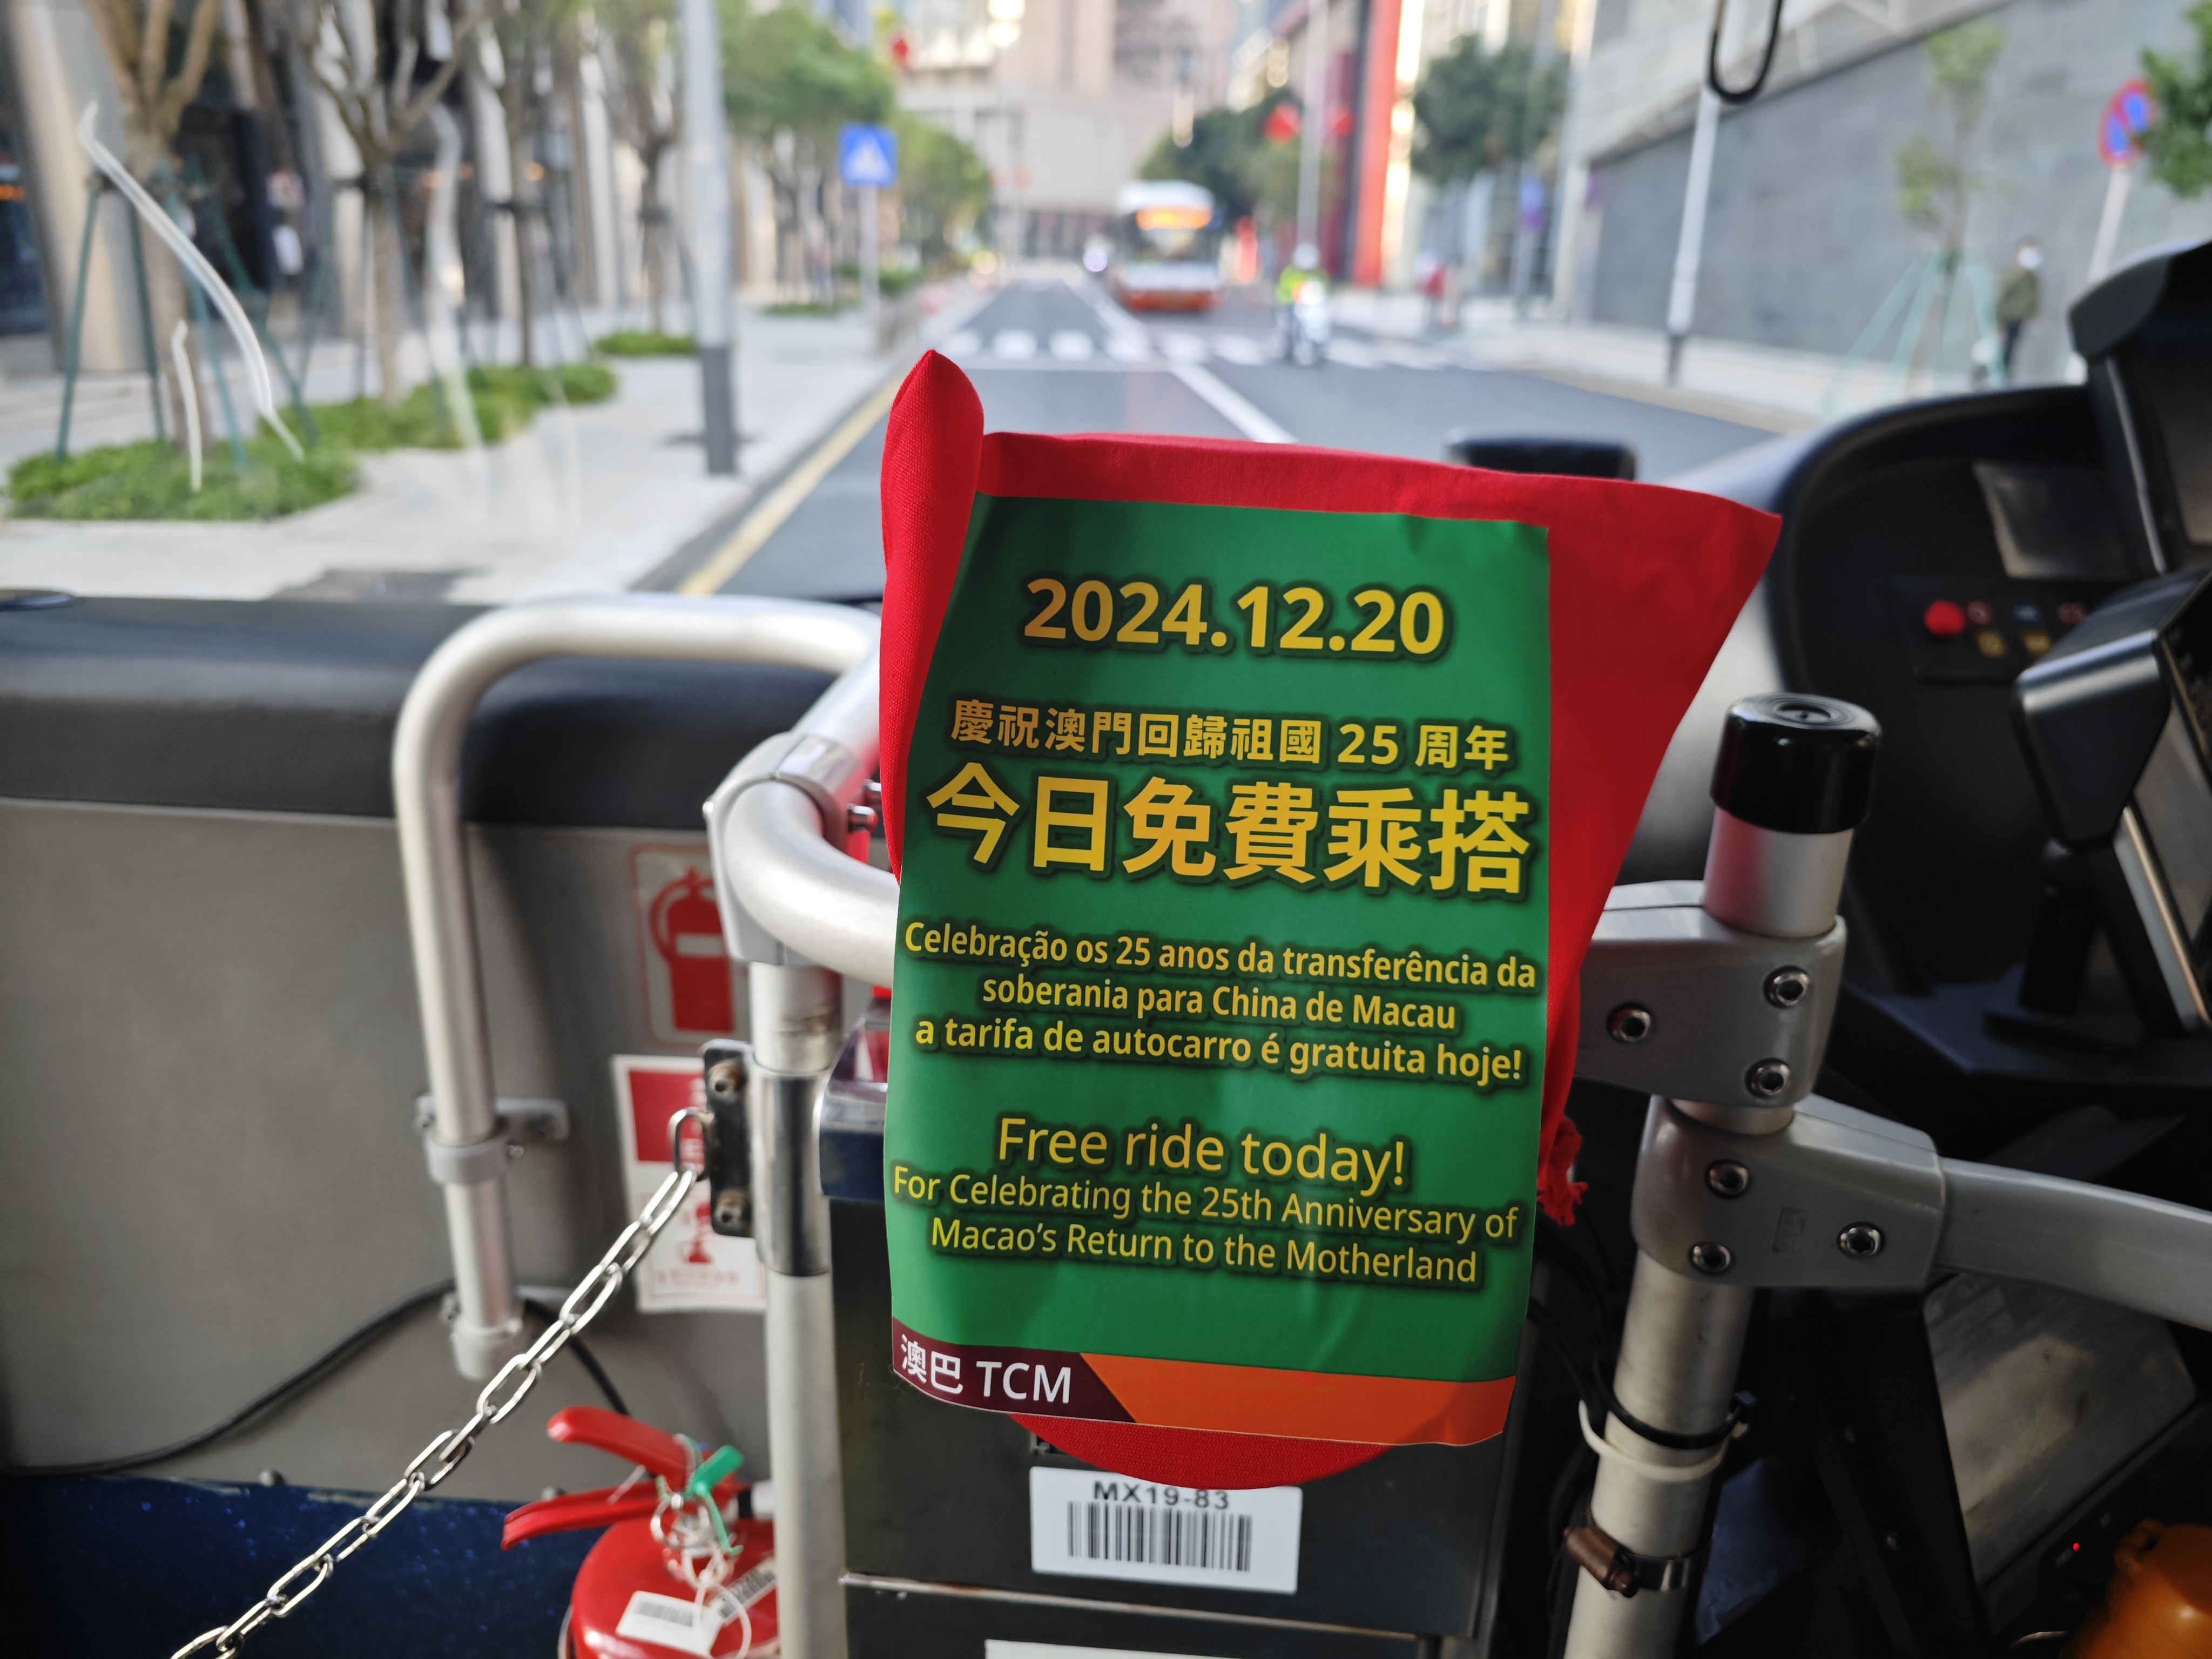 2024.12.20
慶祝澳門回歸祖國 25 周年
今日免費乘搭
Celebração os 25 anos da transferência da
soberania para China de Macau
a tarifa de autocarro é gratuita hoje!
Free ride today!
For Celebrating the 25th Anniversary of
Macao’s Return to the Motherland
澳巴 TCM
MX19-83